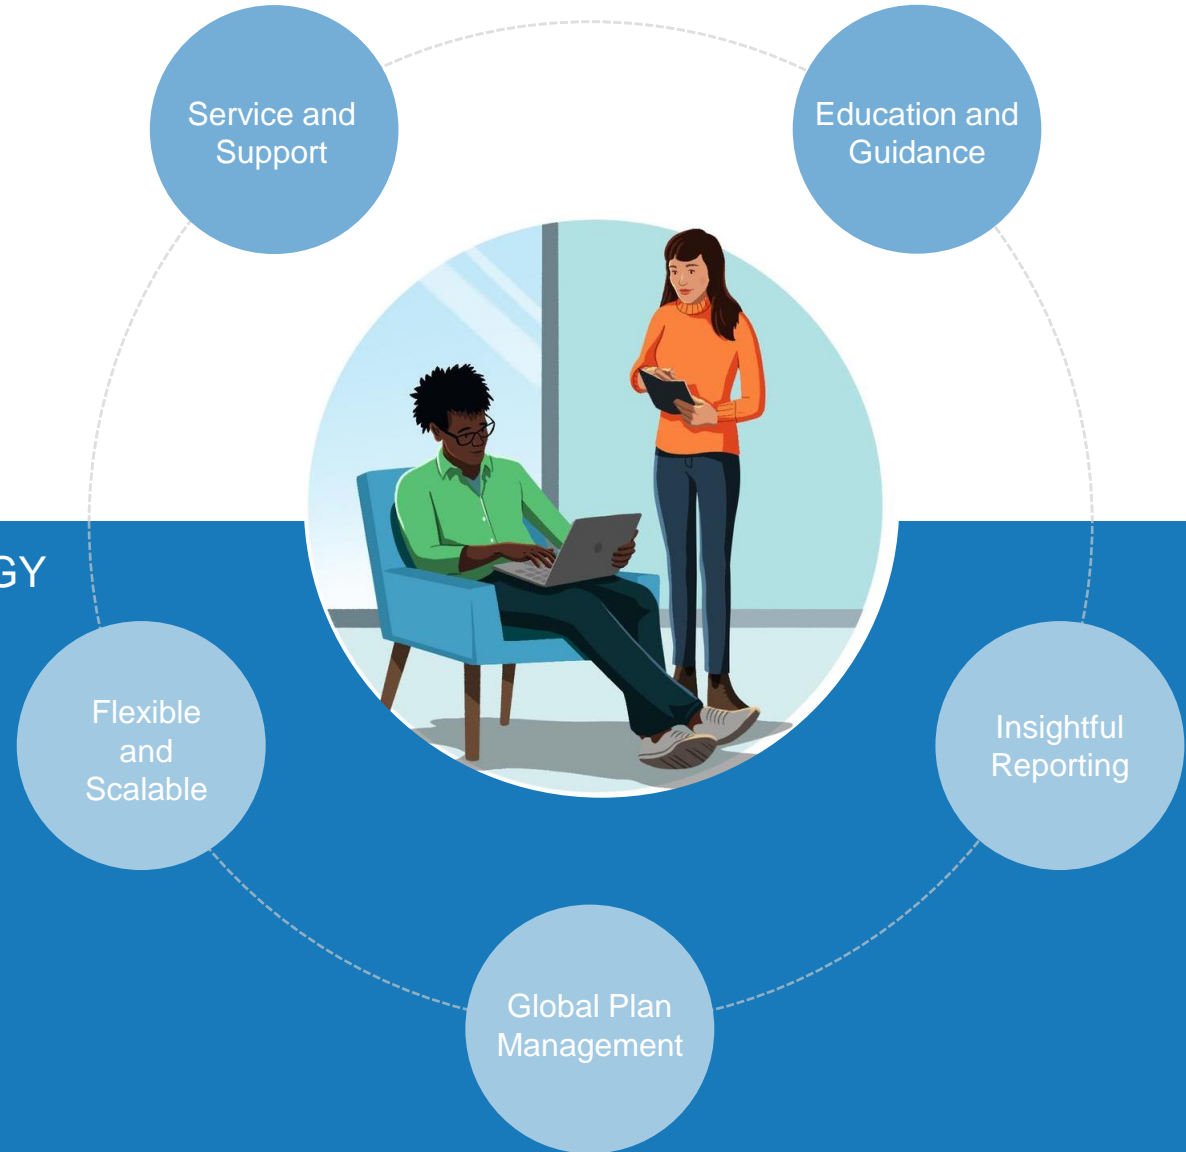 Service and
Support
Education and
Guidance
GY
Flexible
and
Scalable
Insightful
Reporting
Global Plan
Management